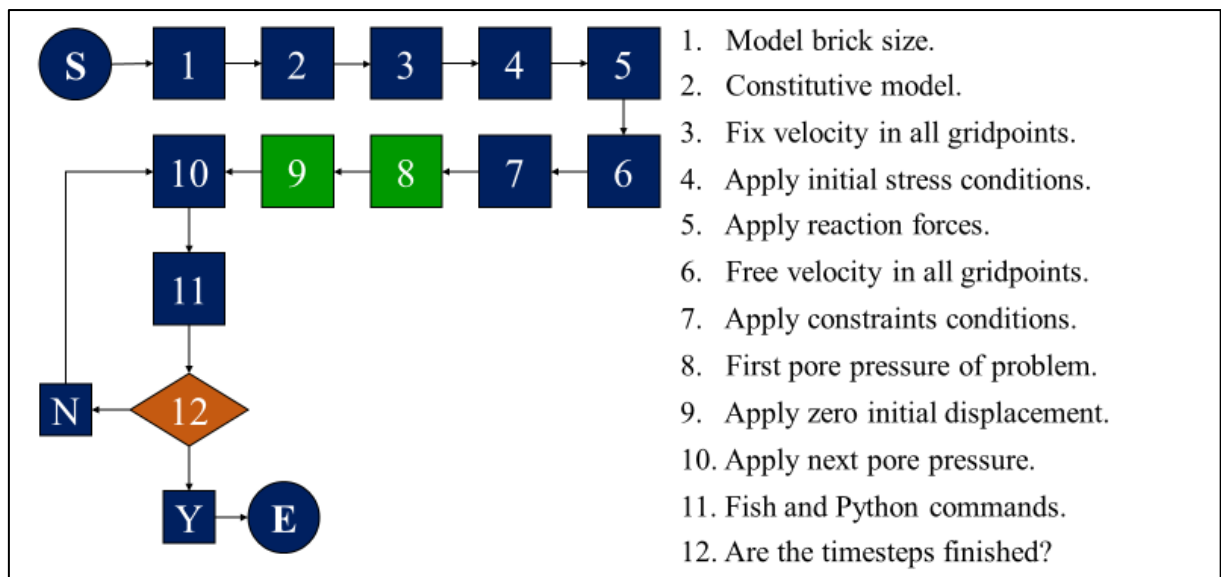 S
1
2
3
4
5
10
9
8
7
6
11
N
12
Y
E
1. Model brick size.
2. Constitutive model.
3. Fix velocity in all gridpoints.
4. Apply initial stress conditions.
5. Apply reaction forces.
6. Free velocity in all gridpoints.
7. Apply constraints conditions.
8. First pore pressure of problem.
9. Apply zero initial displacement.
10. Apply next pore pressure.
11. Fish and Python commands.
12. Are the timesteps finished?